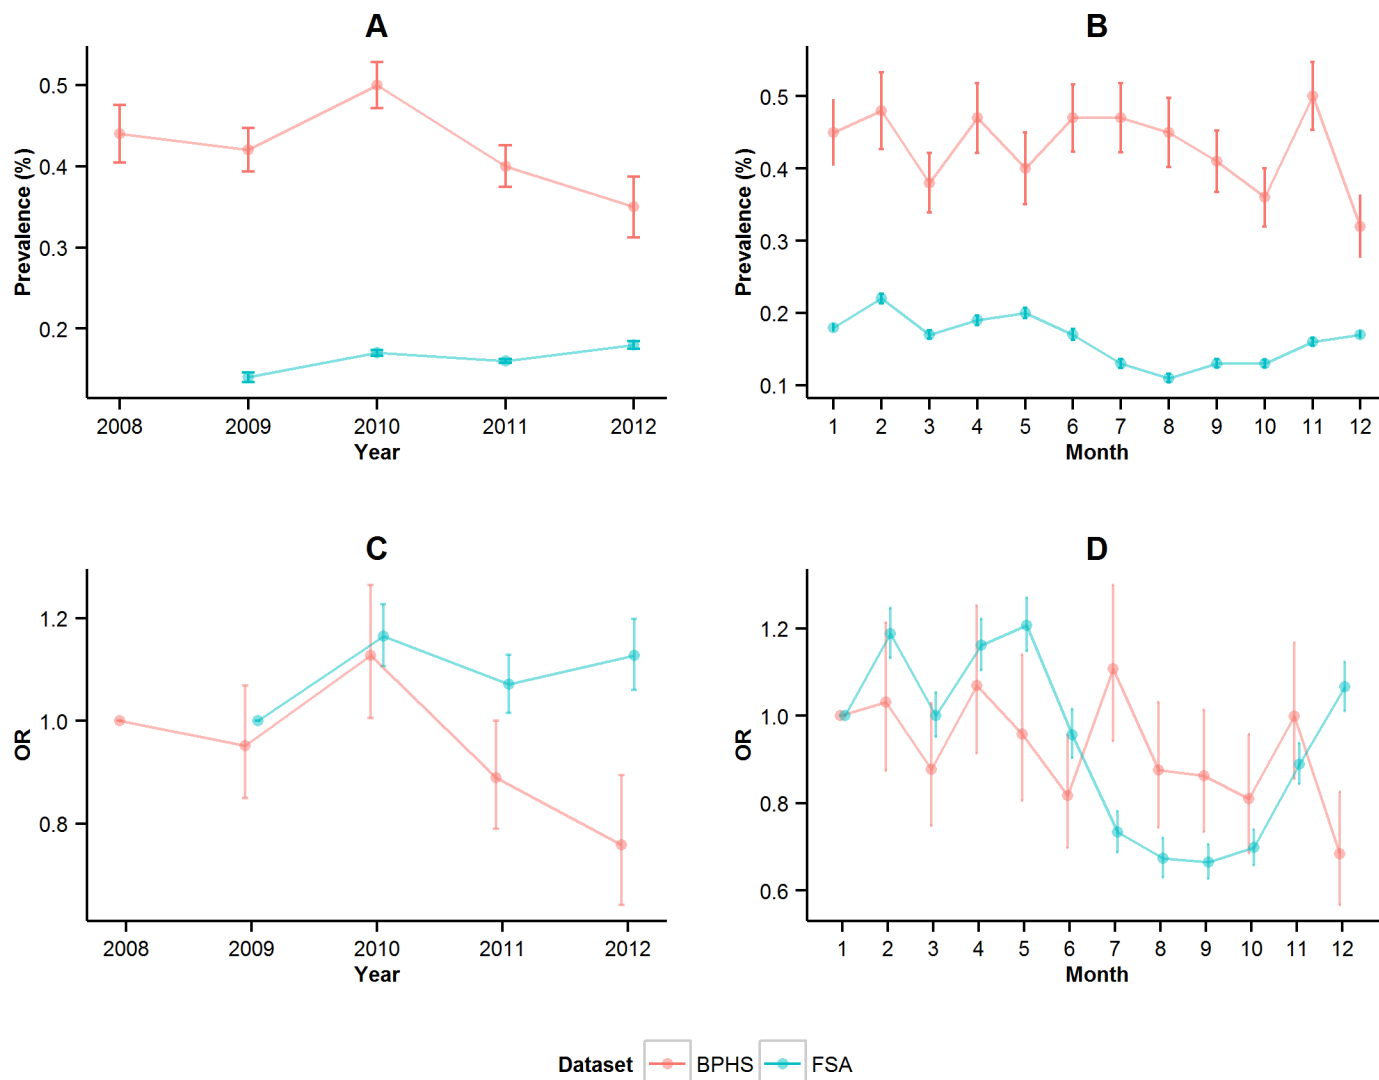 A
Prevalence (%)
0.5
0.4
0.3
0.2
2008 2009 2010 2011 2012
Year
B
Prevalence (%)
0.5
0.4
0.3
0.2
0.1
1 2 3 4 5 6 7 8 9 10 11 12
Month
C
OR
1.2
1.0
0.8
2008 2009 2010 2011 2012
Year
D
OR
1.2
1.0
0.8
0.6
1 2 3 4 5 6 7 8 9 10 11 12
Month
Dataset BPHS FSA